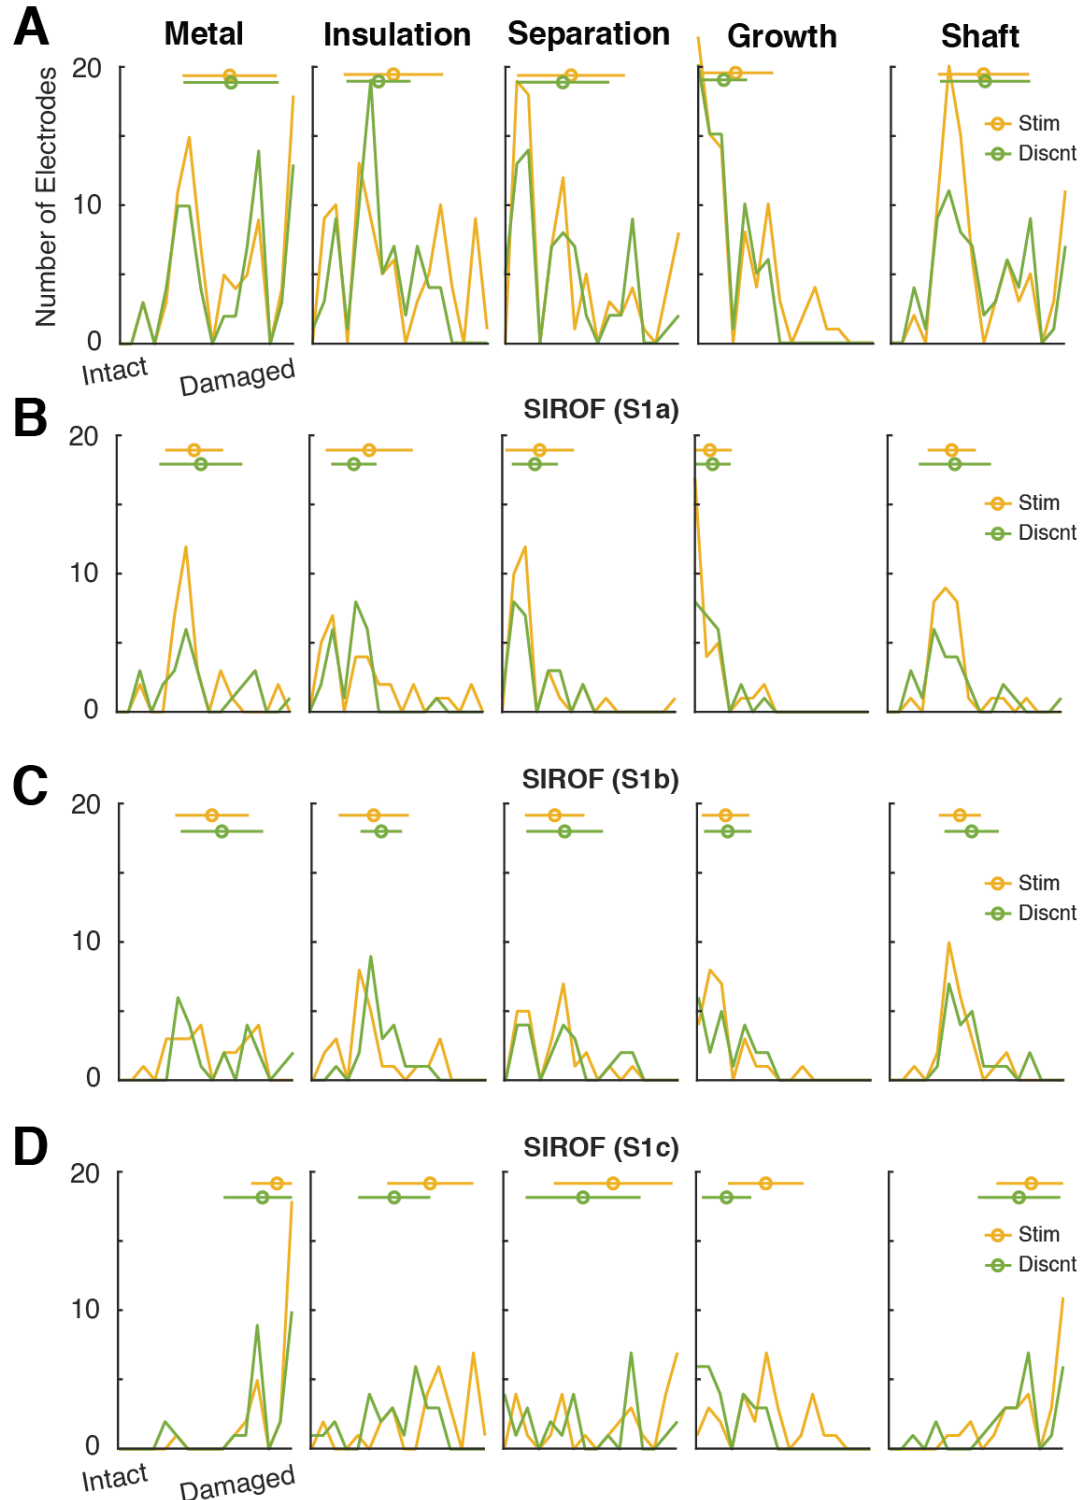 A
Metal Insulation Separation Growth Shaft
Number of Electrodes
20
10
0
Stim
Discnt
Intact Damaged
B
SIROF (S1a)
20
10
0
Stim
Discnt
C
SIROF (S1b)
20
10
0
Stim
Discnt
D
SIROF (S1c)
20
10
0
Stim
Discnt
Intact Damaged